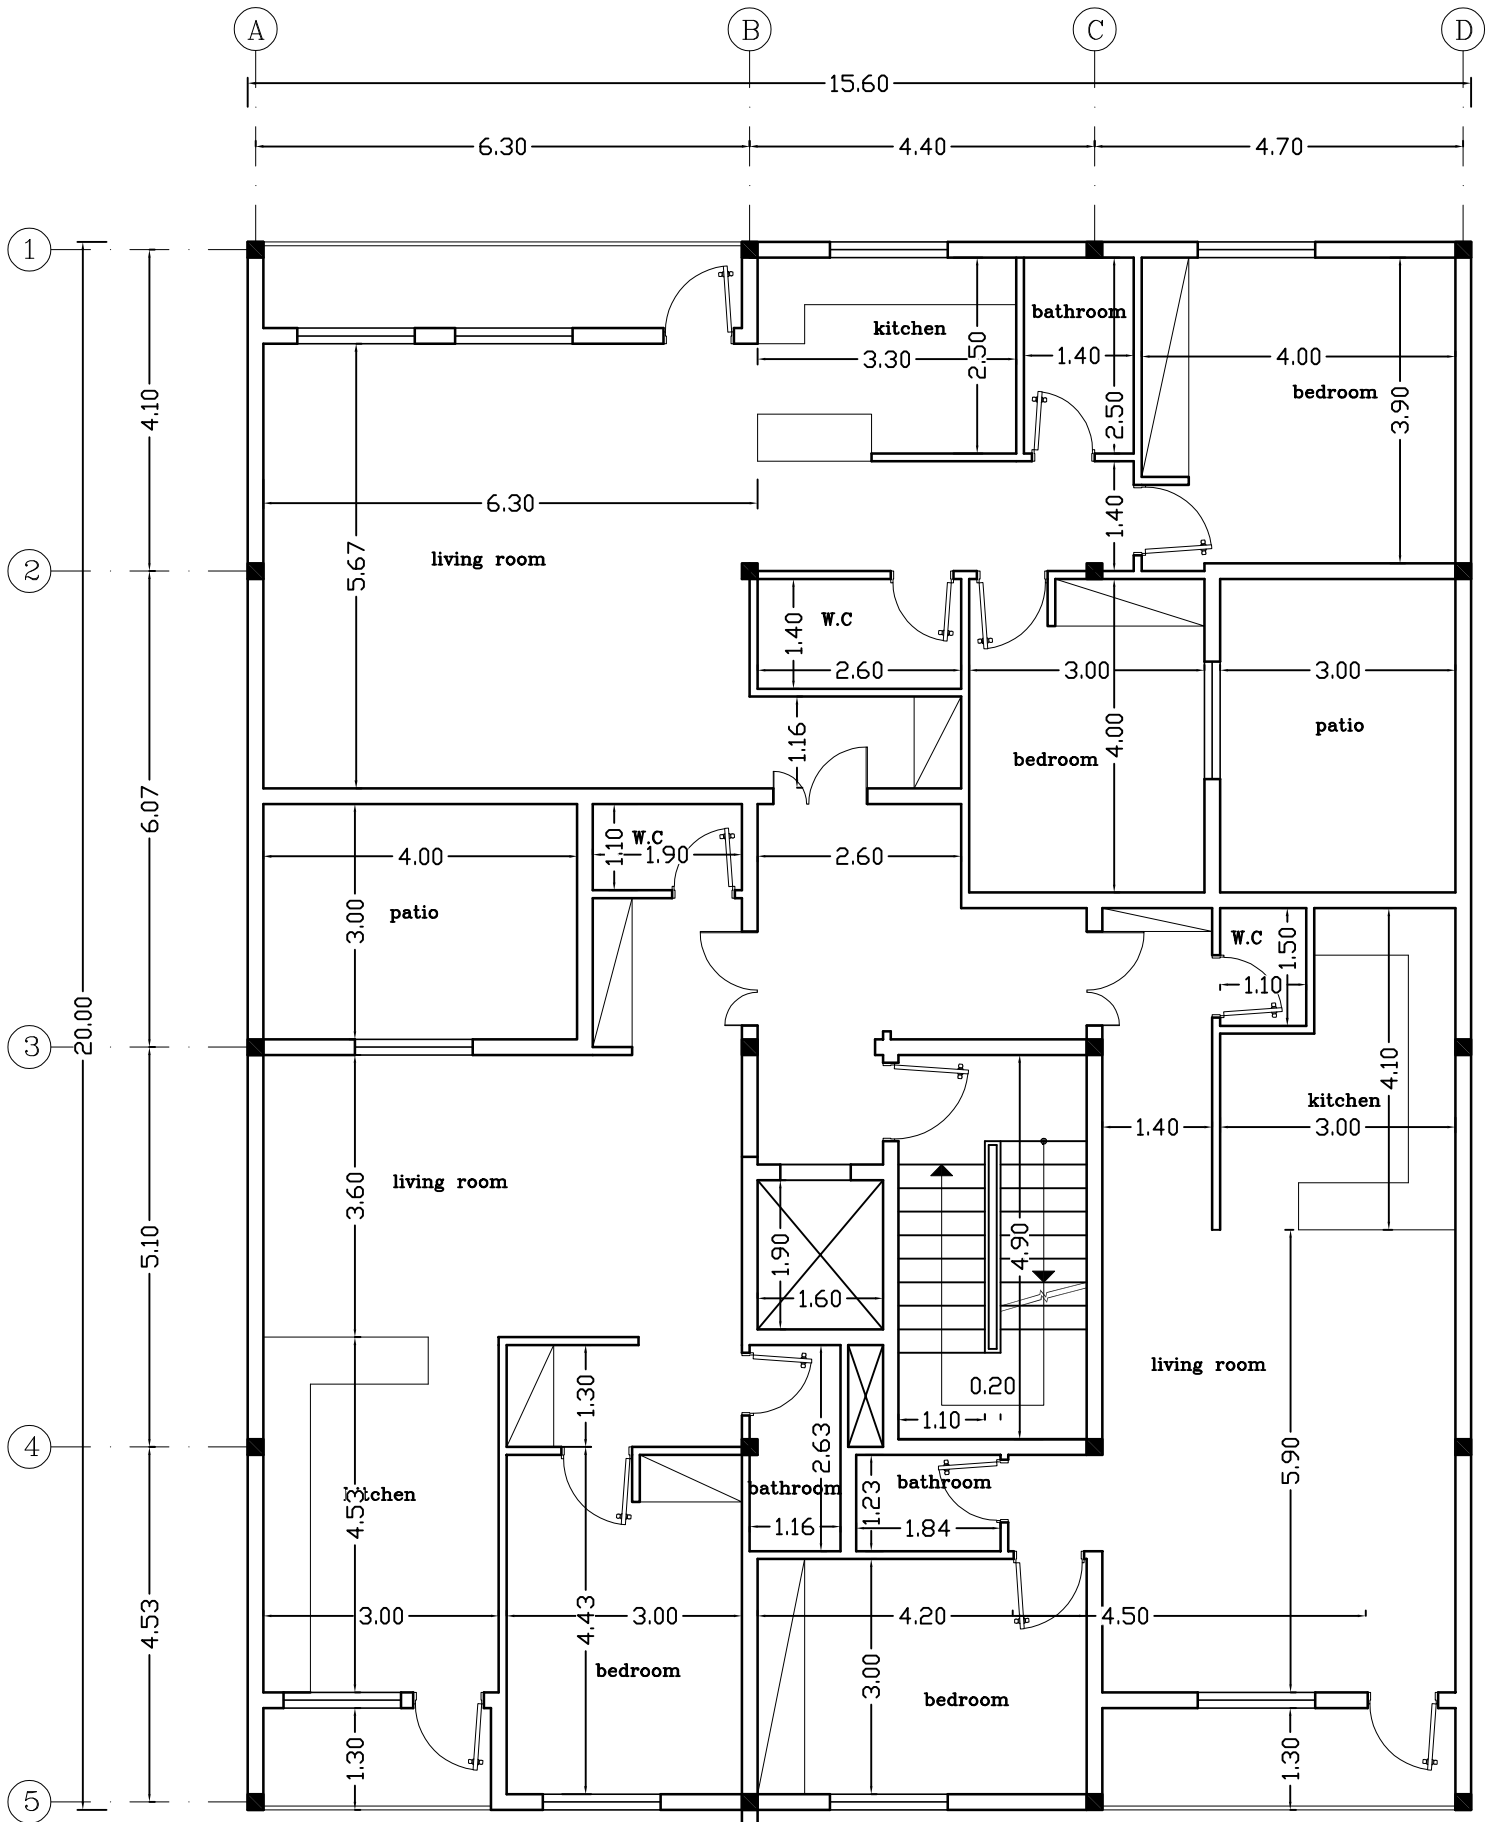 A B C D
15.60
6.30 4.40 4.70
1
kitchen
3.30
2.50
bathroom
1.40
2.50
4.00
bedroom
3.90
4.10
6.30
5.67
living room
1.40
2
1.40
W.C
2.60
3.00
3.00
4.00
bedroom
patio
1.16
6.07
4.00
patio
3.00
1.10
W.C
1.90
2.60
W.C
1.50
1.10
20.00
3
4.10
kitchen
1.40
3.00
living room
3.60
5.10
1.90
1.60
4.90
living room
0.20
1.10
1.30
4
2.63
bathroom
1.16
bathroom
1.23
1.84
5.90
kitchen
4.53
4.53
3.00
3.00
4.43
bedroom
4.20
4.50
3.00
bedroom
1.30
1.30
5